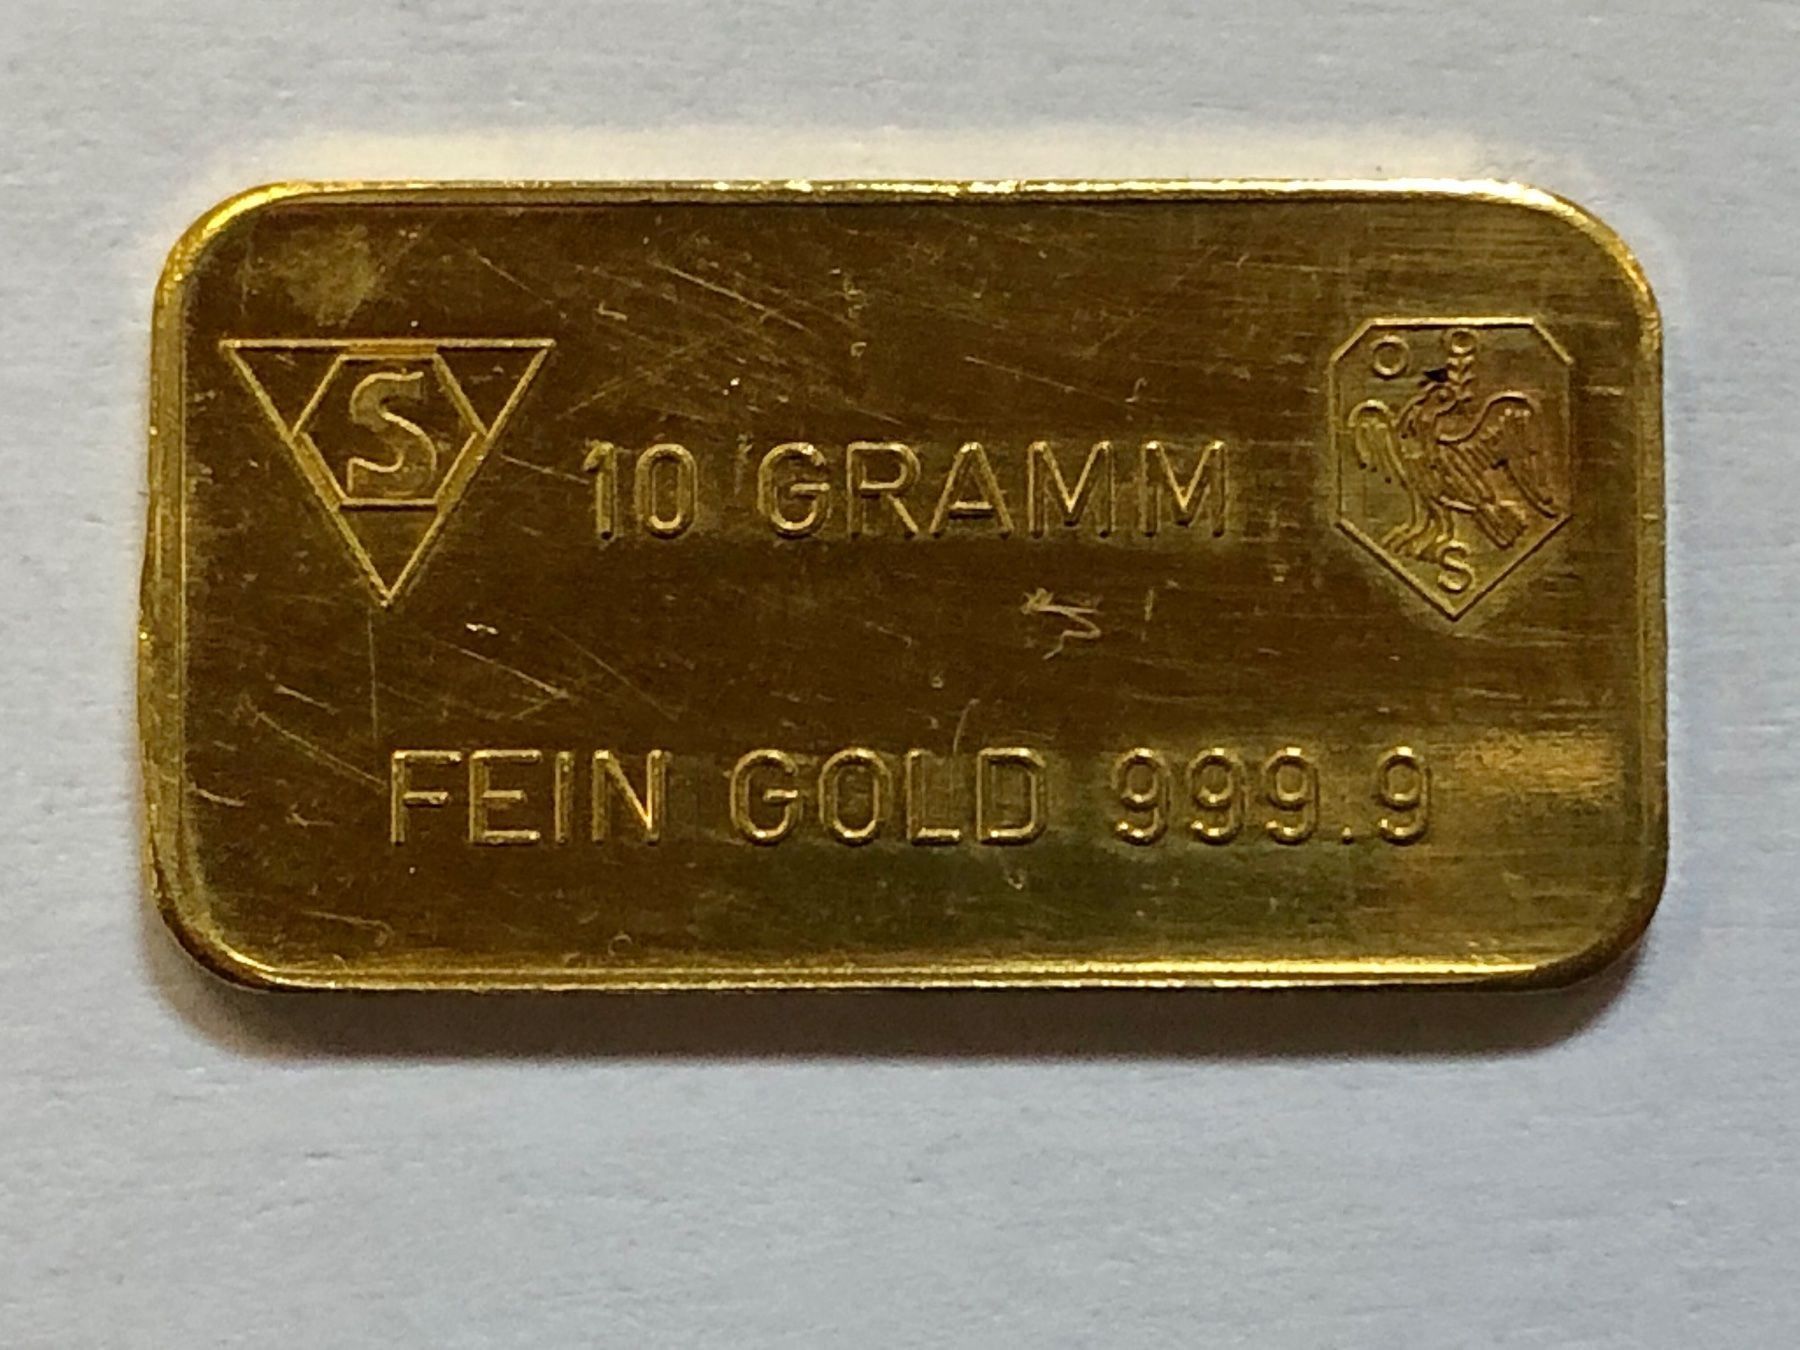 S
10 GRAMM
O S
FEIN GOLD 999.9